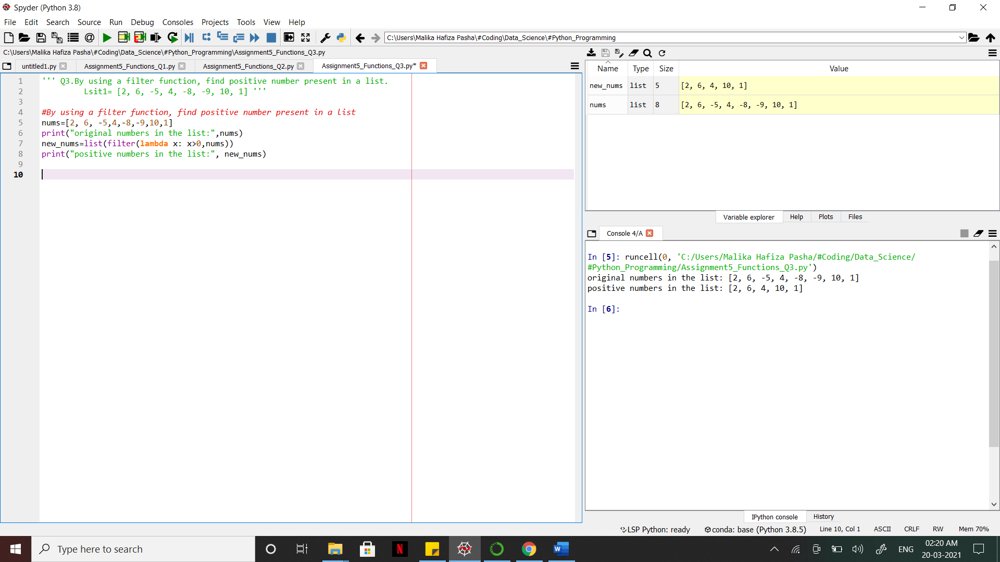 Spyder (Python 3.8)
File Edit Search Source Run Debug Consoles Projects Tools View Help
C:\Users\Malika Hafiza Pasha\#Coding\Data_Science\#Python_Programming
C:\Users\Malika Hafiza Pasha\#Coding\Data_Science\#Python_Programming\Assignment5_Functions_Q3.py
untitled1.py Assignment5_Functions_Q1.py Assignment5_Functions_Q2.py Assignment5_Functions_Q3.py*
1 ''' Q3.By using a filter function, find positive number present in a list.
2 Lsit1= [2, 6, -5, 4, -8, -9, 10, 1] '''
3
4 #By using a filter function, find positive number present in a list
5 nums=[2, 6, -5,4,-8,-9,10,1]
6 print("original numbers in the list:",nums)
7 new_nums=list(filter(lambda x: x>0,nums))
8 print("positive numbers in the list:", new_nums)
9
10
Name Type Size Value
new_nums list 5 [2, 6, 4, 10, 1]
nums list 8 [2, 6, -5, 4, -8, -9, 10, 1]
Variable explorer Help Plots Files
Console 4/A
In [5]: runcell(0, 'C:/Users/Malika Hafiza Pasha/#Coding/Data_Science/
#Python_Programming/Assignment5_Functions_Q3.py')
original numbers in the list: [2, 6, -5, 4, -8, -9, 10, 1]
positive numbers in the list: [2, 6, 4, 10, 1]
In [6]:
IPython console History
LSP Python: ready conda: base (Python 3.8.5) Line 10, Col 1 ASCII CRLF RW Mem 70%
Type here to search
N
W
ENG
02:20 AM
20-03-2021